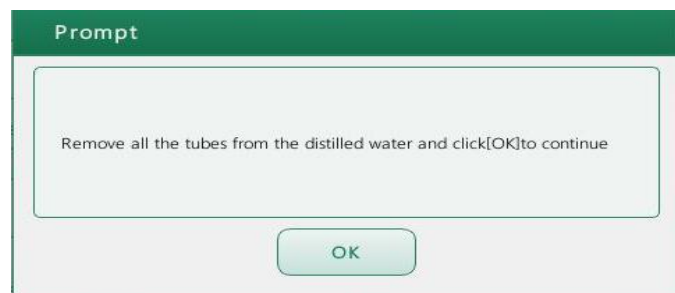 Prompt
Remove all the tubes from the distilled water and click[OK]to continue
OK